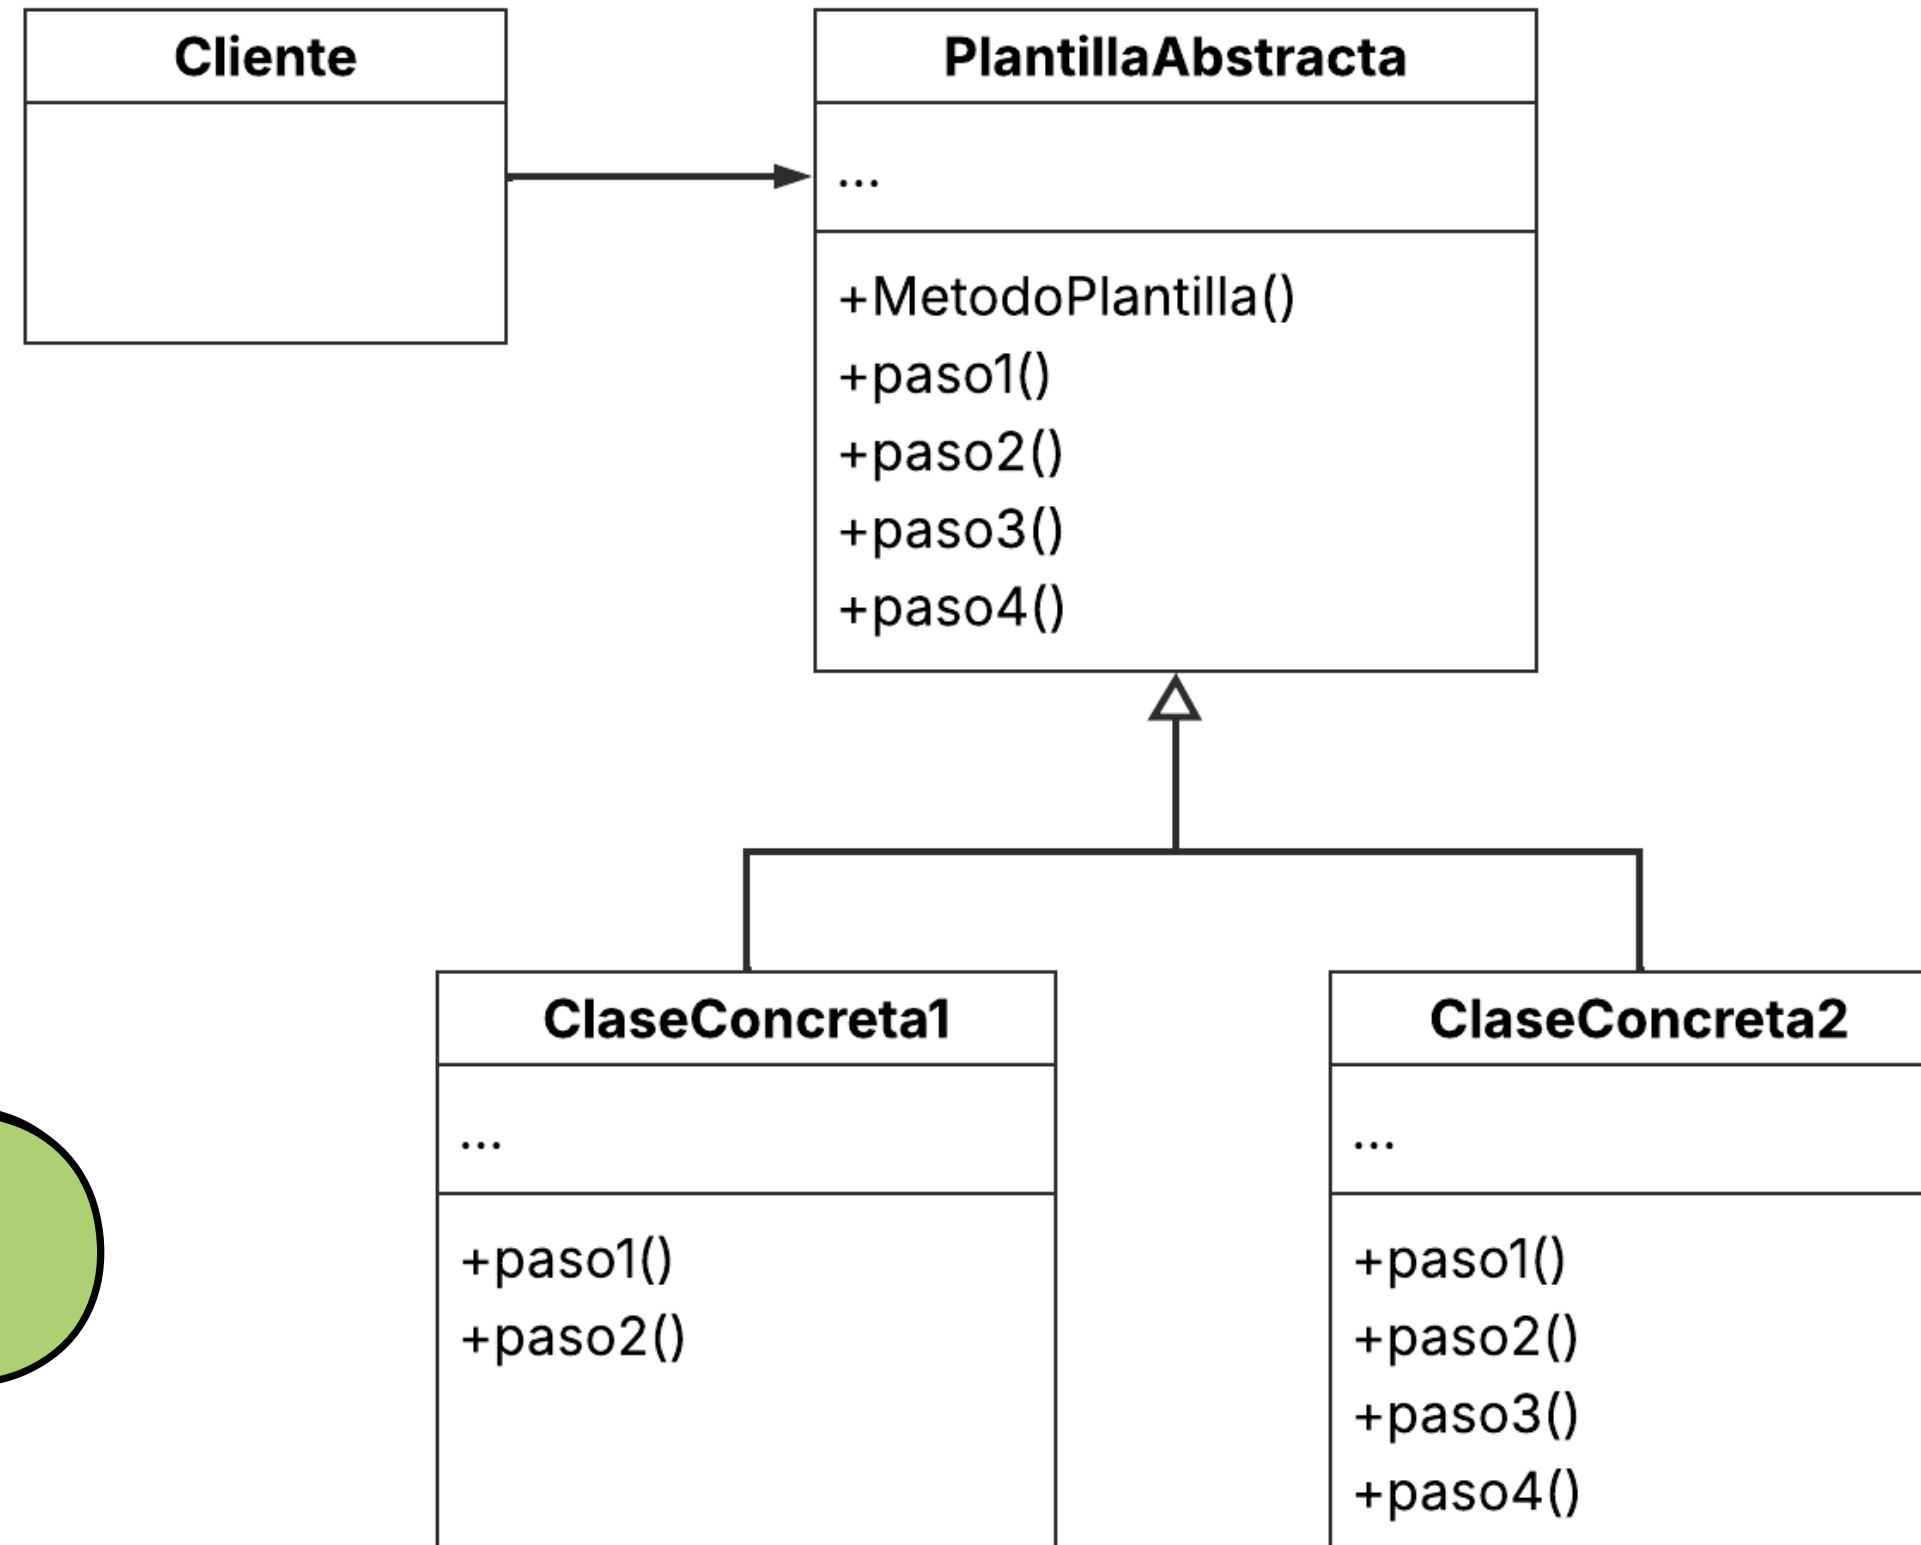 Cliente
PlantillaAbstracta
...
+MetodoPlantilla()
+paso1()
+paso2()
+paso3()
+paso4()
ClaseConcreta1
...
+paso1()
+paso2()
ClaseConcreta2
...
+paso1()
+paso2()
+paso3()
+paso4()